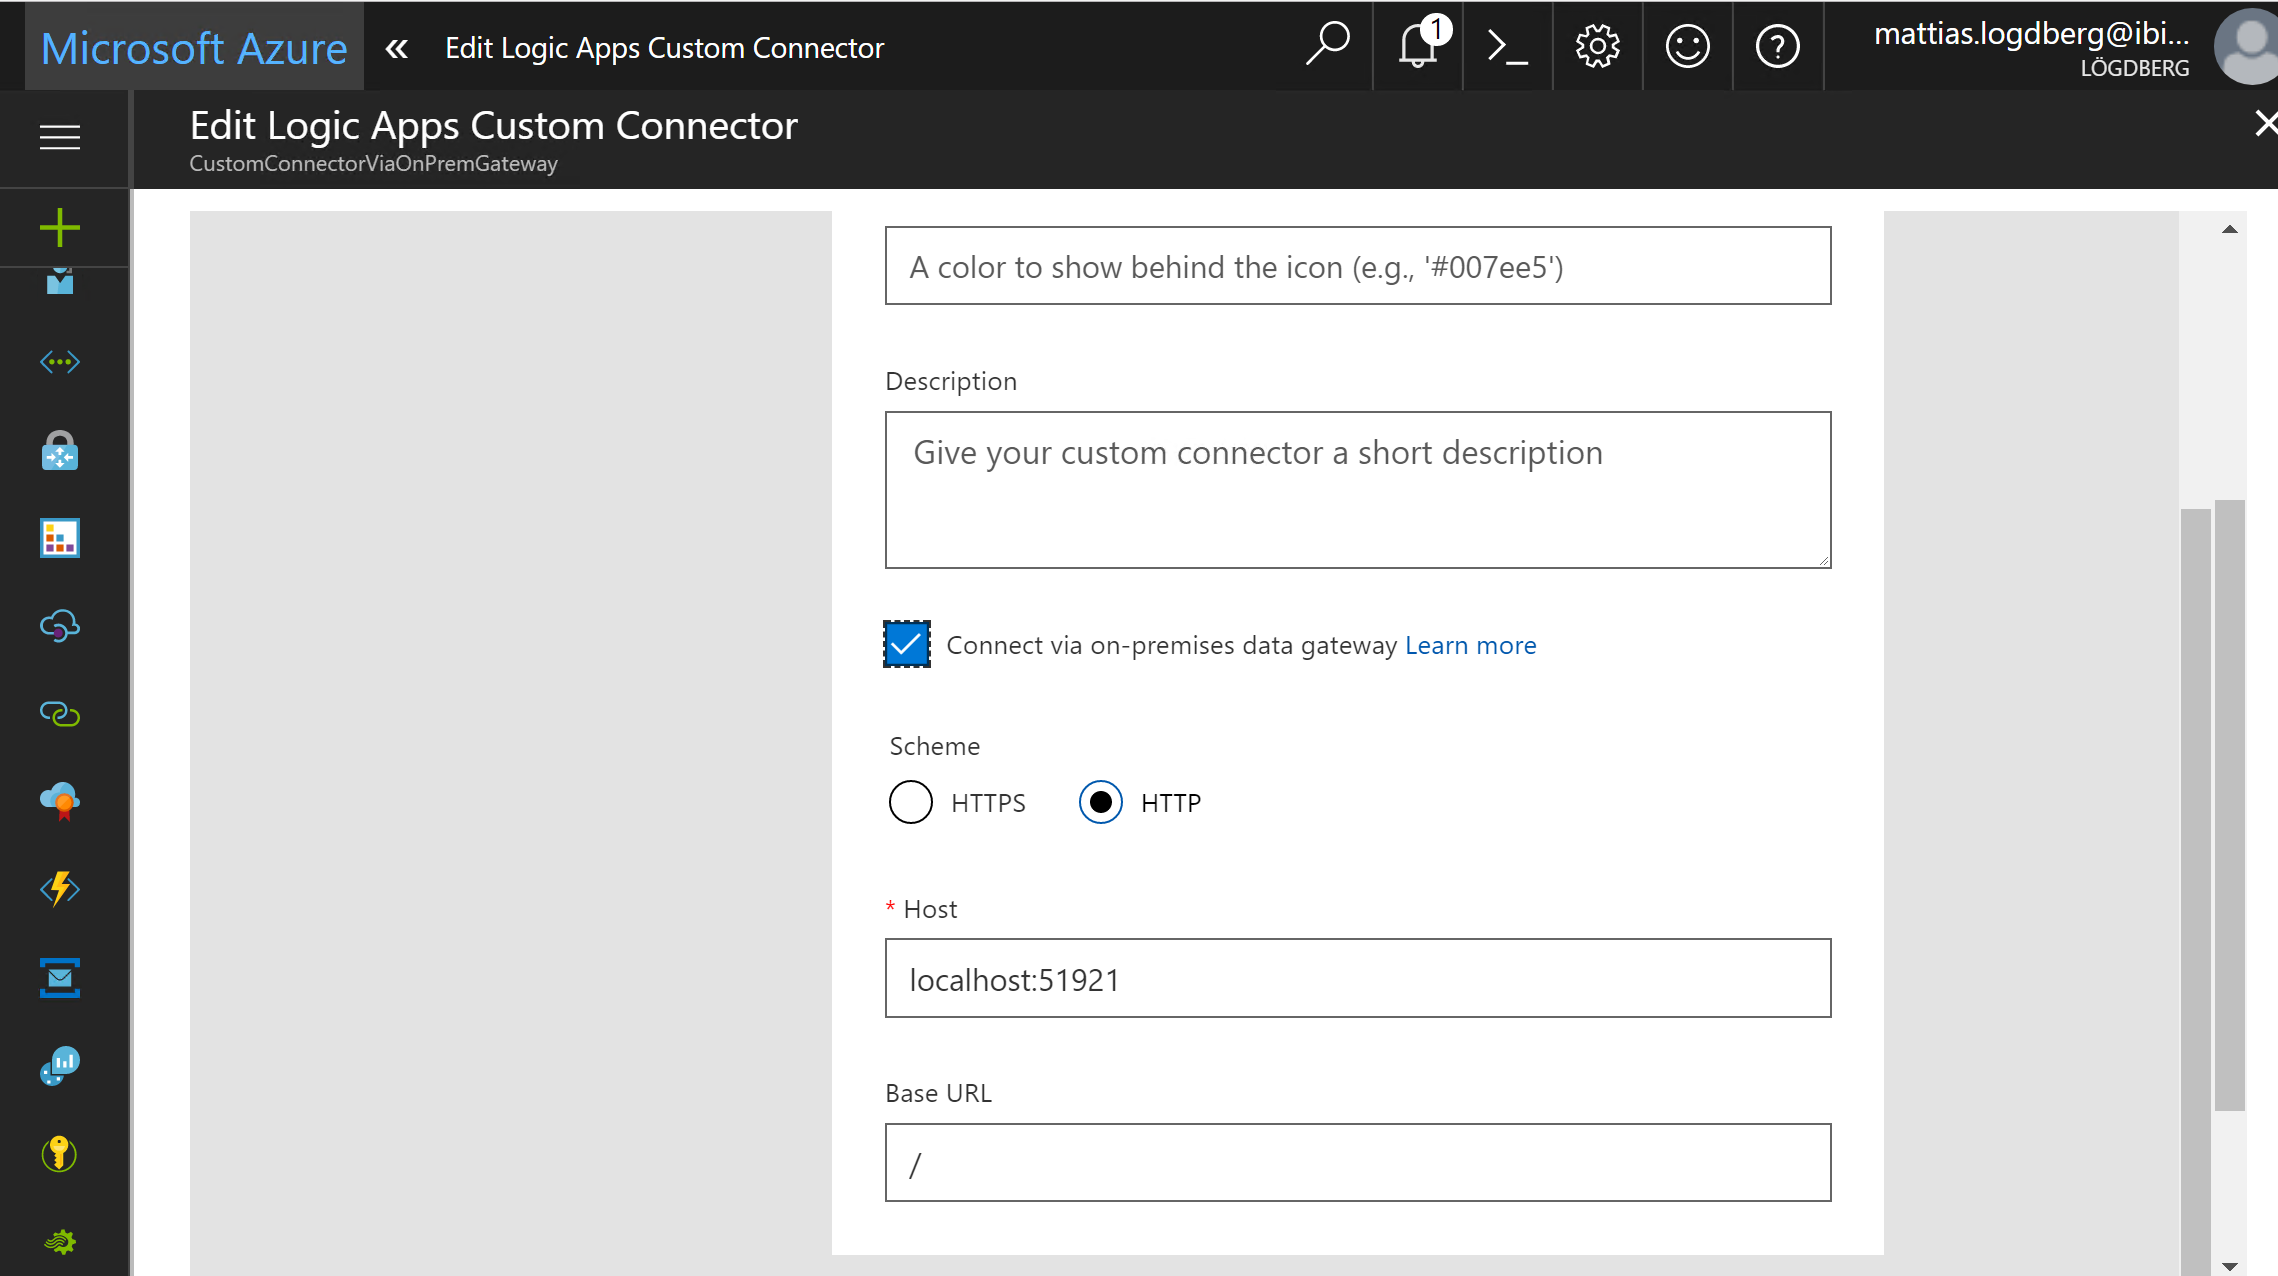 Microsoft Azure
Edit Logic Apps Custom Connector
1
mattias.logdberg@ibi...
LÖGDBERG
Edit Logic Apps Custom Connector
CustomConnectorViaOnPremGateway
A color to show behind the icon (e.g., '#007ee5')
Description
Give your custom connector a short description
Connect via on-premises data gateway Learn more
Scheme
HTTPS HTTP
* Host
localhost:51921
Base URL
/